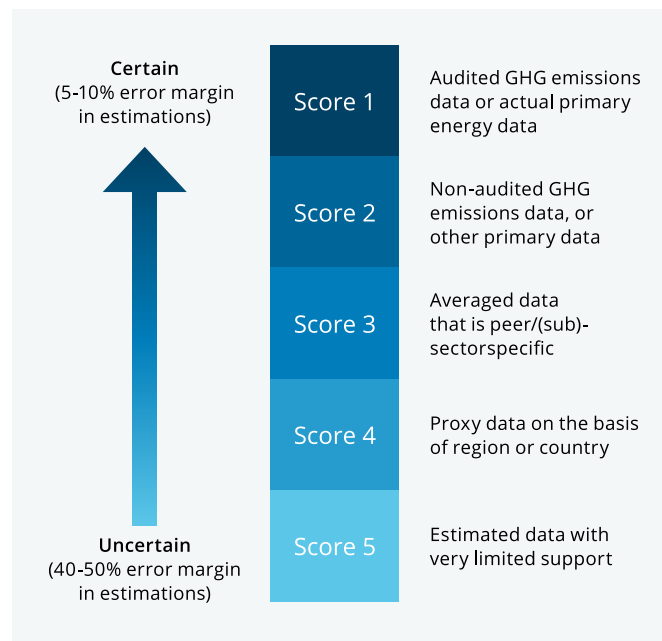 Certain
(5-10% error margin
in estimations)
Score 1
Audited GHG emissions
data or actual primary
energy data
Score 2
Non-audited GHG
emissions data, or
other primary data
Score 3
Averaged data
that is peer/(sub)-
sectorspecific
Score 4
Proxy data on the basis
of region or country
Uncertain
(40-50% error margin
in estimations)
Score 5
Estimated data with
very limited support